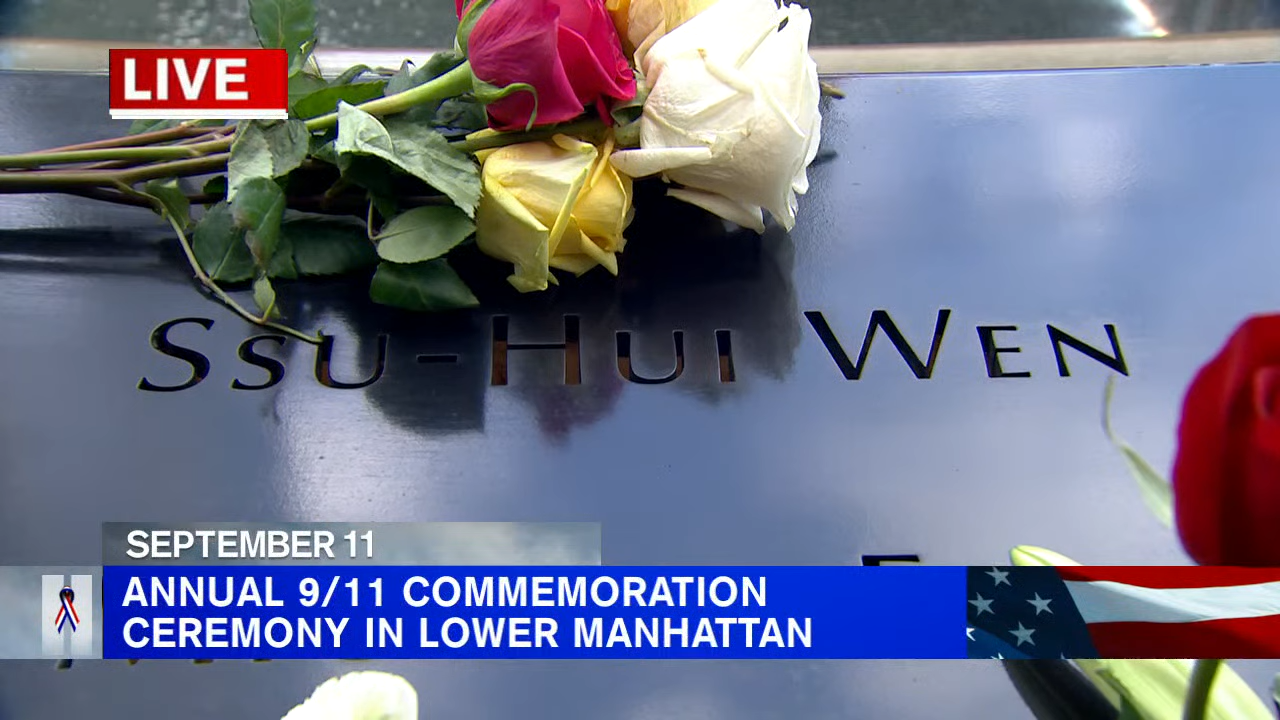 LIVE
SSU-HUI WEN
SEPTEMBER 11
ANNUAL 9/11 COMMEMORATION
CEREMONY IN LOWER MANHATTAN